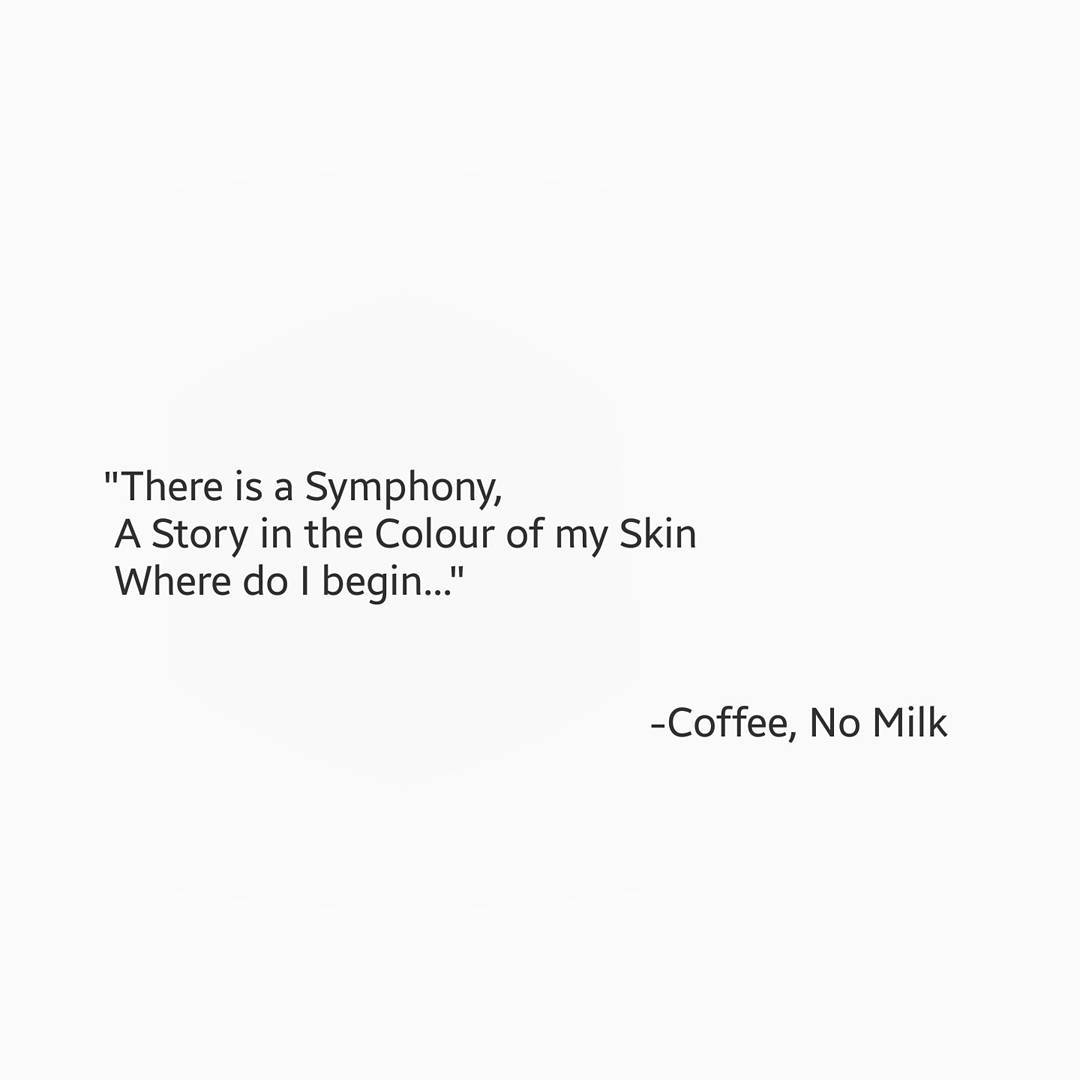 "There is a Symphony,
A Story in the Colour of my Skin
Where do I begin..."
-Coffee, No Milk